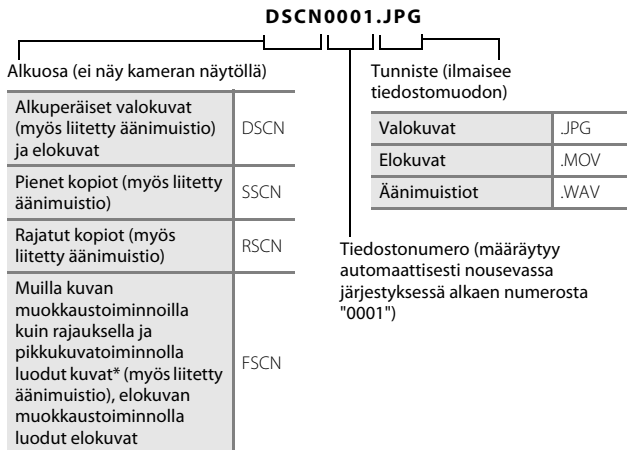 DSCN0001.JPG
Alkuosa (ei näy kameran näytöllä)
Alkuperäiset valokuvat
(myös liitetty äänimuistio)
ja elokuvat
DSCN
Pienet kopiot (myös liitetty
äänimuistio)
SSCN
Rajatut kopiot (myös
liitetty äänimuistio)
RSCN
Muilla kuvan
muokkaustoiminnoilla
kuin rajauksella ja
pikkukuvatoiminnolla
luodut kuvat* (myös liitetty
äänimuistio), elokuvan
muokkaustoiminnolla
luodut elokuvat
FSCN
Tunniste (ilmaisee
tiedostomuodon)
Valokuvat .JPG
Elokuvat .MOV
Äänimuistiot .WAV
Tiedostonumero (määräytyy
automaattisesti nousevassa
järjestyksessä alkaen numerosta
"0001")